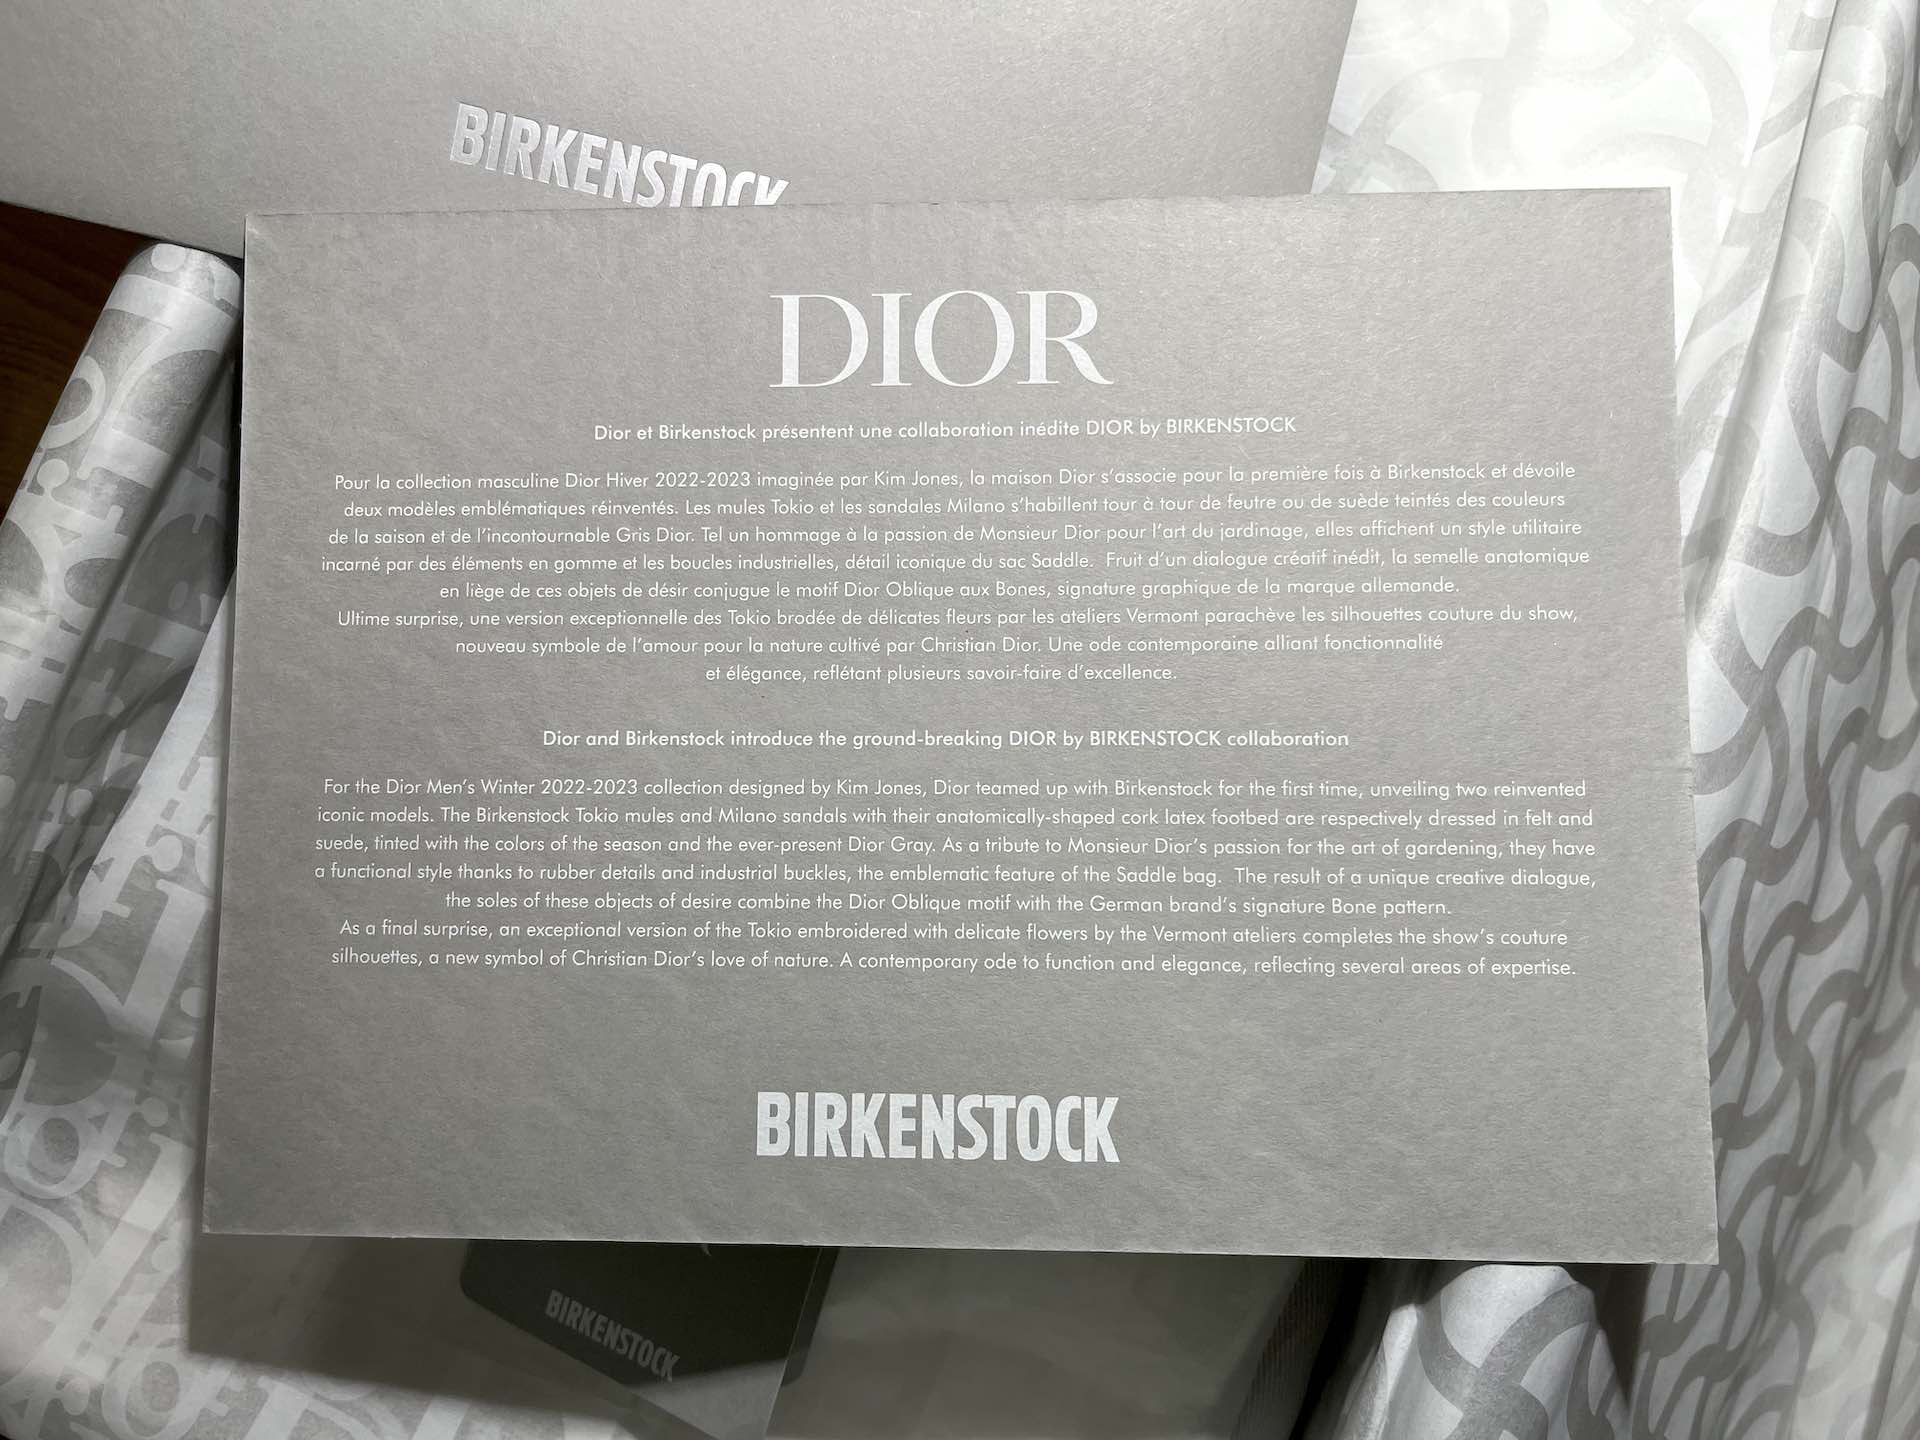 BIRKENSTOCK
DIOR
Dior et Birkenstock présentent une collaboration inédite DIOR by BIRKENSTOCK
Pour la collection masculine Dior Hiver 2022-2023 imaginée par Kim Jones, la maison Dior s'associe pour la première fois à Birkenstock et dévoile
deux modèles emblématiques réinventés. Les mules Tokio et les sandales Milano s'habillent tour à tour de feutre ou de suède teintés des couleurs
de la saison et de l'incontournable Gris Dior. Tel un hommage à la passion de Monsieur Dior pour l'art du jardinage, elles affichent un style utilitaire
incarné par des éléments en gomme et les boucles industrielles, détail iconique du sac Saddle. Fruit d'un dialogue créatif inédit, la semelle anatomique
en liège de ces objets de désir conjugue le motif Dior Oblique aux Bones, signature graphique de la marque allemande.
Ultime surprise, une version exceptionnelle des Tokio brodée de délicates fleurs par les ateliers Vermont parachève les silhouettes couture du show,
nouveau symbole de l'amour pour la nature cultivé par Christian Dior. Une ode contemporaine alliant fonctionnalité
et élégance, reflétant plusieurs savoir-faire d'excellence.
Dior and Birkenstock introduce the ground-breaking DIOR by BIRKENSTOCK collaboration
For the Dior Men's Winter 2022-2023 collection designed by Kim Jones, Dior teamed up with Birkenstock for the first time, unveiling two reinvented
iconic models. The Birkenstock Tokio mules and Milano sandals with their anatomically-shaped cork latex footbed are respectively dressed in felt and
suede, tinted with the colors of the season and the ever-present Dior Gray. As a tribute to Monsieur Dior's passion for the art of gardening, they have
a functional style thanks to rubber details and industrial buckles, the emblematic feature of the Saddle bag. The result of a unique creative dialogue,
the soles of these objects of desire combine the Dior Oblique motif with the German brand's signature Bone pattern.
As a final surprise, an exceptional version of the Tokio embroidered with delicate flowers by the Vermont ateliers completes the show's couture
silhouettes, a new symbol of Christian Dior's love of nature. A contemporary ode to function and elegance, reflecting several areas of expertise.
BIRKENSTOCK
BIRKENSTOCK